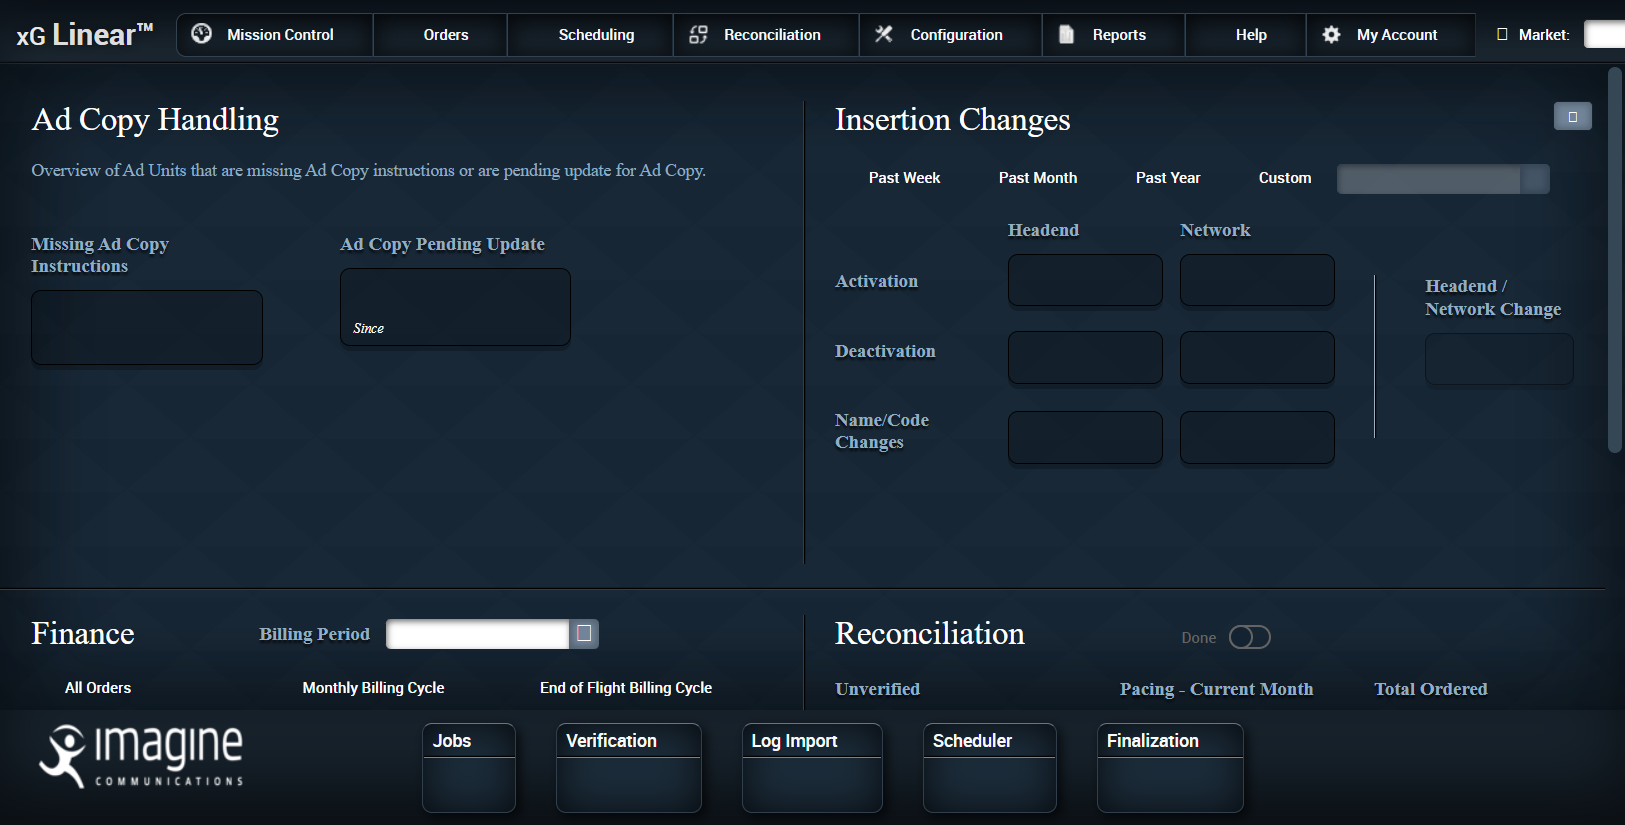 xG Linear™ Mission Control Orders Scheduling Reconciliation Configuration Reports Help My Account Market:
Ad Copy Handling
Overview of Ad Units that are missing Ad Copy instructions or are pending update for Ad Copy.
Missing Ad Copy
Instructions
Ad Copy Pending Update
Since
Insertion Changes
Past Week Past Month Past Year Custom
Headend Network
Activation
Deactivation
Name/Code
Changes
Headend /
Network Change
Finance
Billing Period
All Orders Monthly Billing Cycle End of Flight Billing Cycle
Reconciliation
Done
Unverified Pacing - Current Month Total Ordered
imagine
COMMUNICATIONS
Jobs Verification Log Import Scheduler Finalization